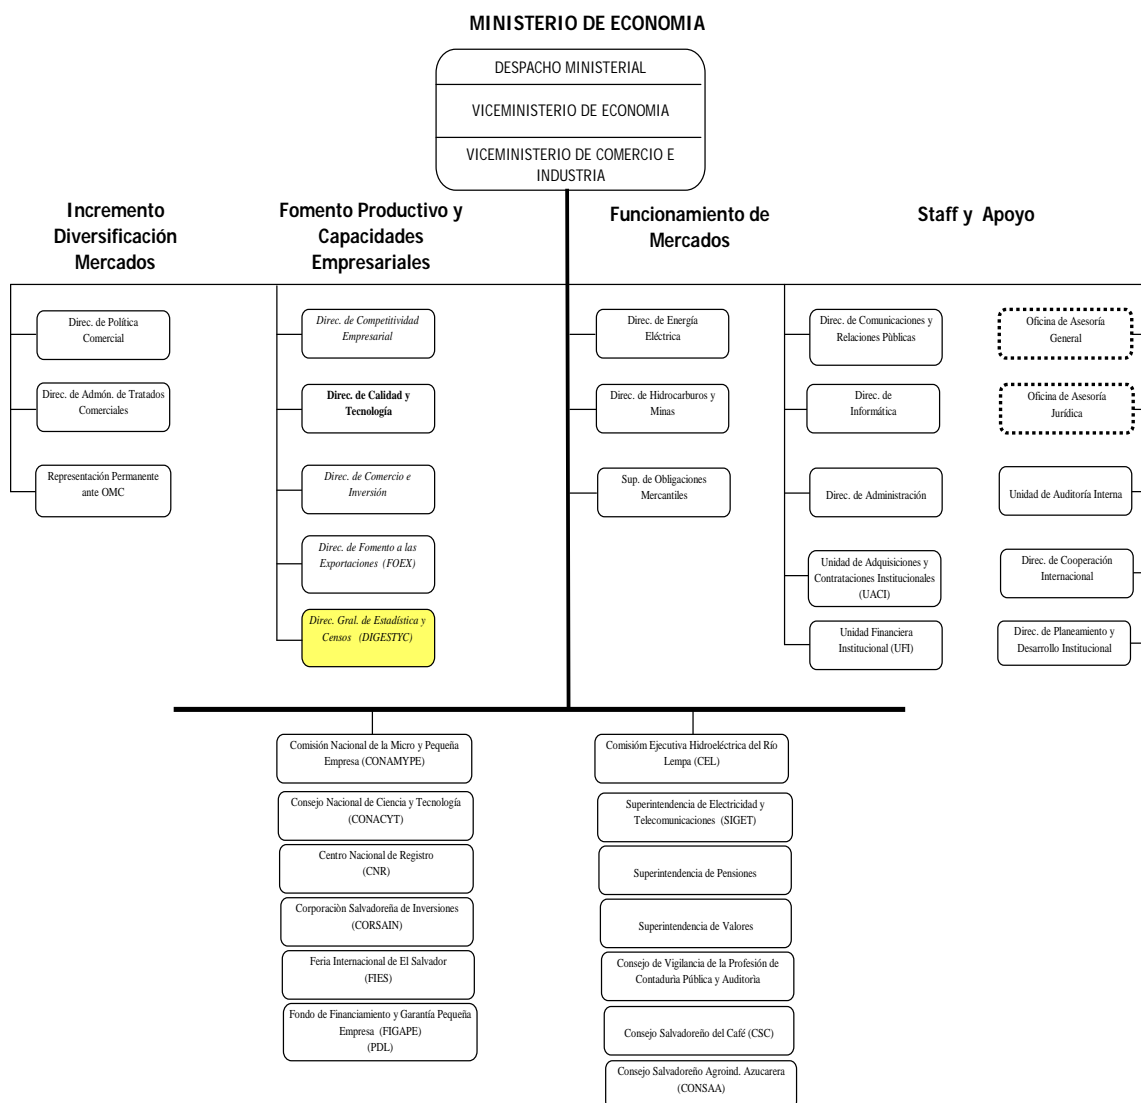 MINISTERIO DE ECONOMIA
DESPACHO MINISTERIAL
VICEMINISTERIO DE ECONOMIA
VICEMINISTERIO DE COMERCIO E
INDUSTRIA
Incremento
Diversificación
Mercados
Fomento Productivo y
Capacidades
Empresariales
Funcionamiento de
Mercados
Staff y Apoyo
Direc. de Política
Comercial
Direc. de Admón. de Tratados
Comerciales
Representación Permanente
ante OMC
Direc. de Competitividad
Empresarial
Direc. de Calidad y
Tecnología
Direc. de Comercio e
Inversión
Direc. de Fomento a las
Exportaciones (FOEX)
Direc. Gral. de Estadística y
Censos (DIGESTYC)
Direc. de Energía
Eléctrica
Direc. de Hidrocarburos y
Minas
Sup. de Obligaciones
Mercantiles
Direc. de Comunicaciones y
Relaciones Pùblicas
Direc. de
Informática
Direc. de Administración
Unidad de Adquisiciones y
Contrataciones Institucionales
(UACI)
Unidad Financiera
Institucional (UFI)
Oficina de Asesoría
General
Oficina de Asesoría
Jurídica
Unidad de Auditoría Interna
Direc. de Cooperación
Internacional
Direc. de Planeamiento y
Desarrollo Institucional
Comisión Nacional de la Micro y Pequeña
Empresa (CONAMYPE)
Consejo Nacional de Ciencia y Tecnología
(CONACYT)
Centro Nacional de Registro
(CNR)
Corporaciòn Salvadoreña de Inversiones
(CORSAIN)
Feria Internacional de El Salvador
(FIES)
Fondo de Financiamiento y Garantía Pequeña
Empresa (FIGAPE)
(PDL)
Comisióm Ejecutiva Hidroeléctrica del Río
Lempa (CEL)
Superintendencia de Electricidad y
Telecomunicaciones (SIGET)
Superintendencia de Pensiones
Superintendencia de Valores
Consejo de Vigilancia de la Profesión de
Contadurìa Pública y Auditorìa
Consejo Salvadoreño del Café (CSC)
Consejo Salvadoreño Agroind. Azucarera
(CONSAA)